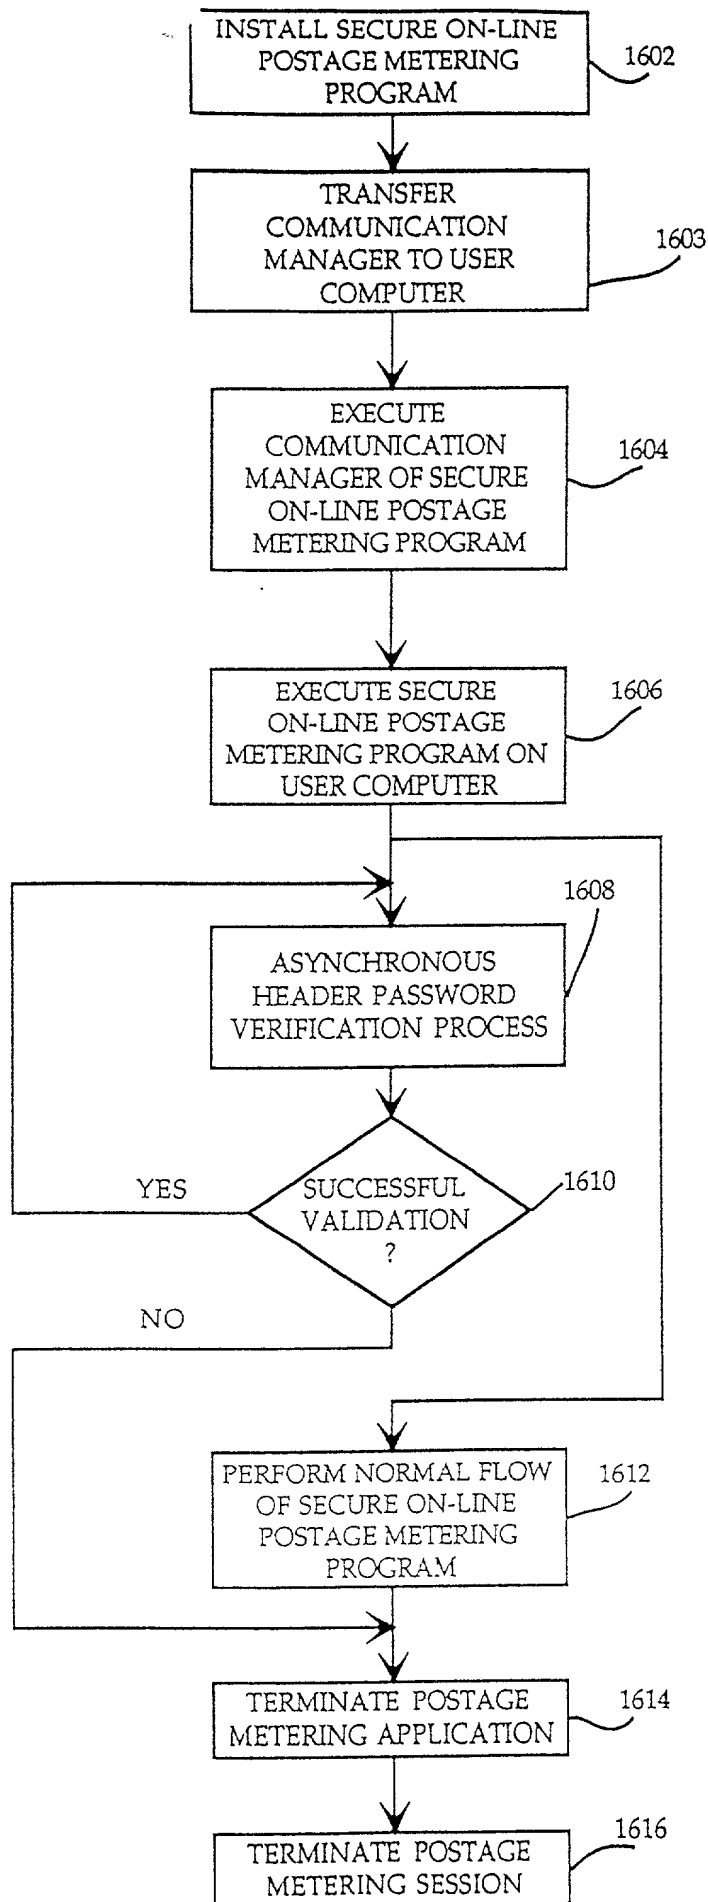 INSTALL SECURE ON-LINE
POSTAGE METERING
PROGRAM
1602
TRANSFER
COMMUNICATION
MANAGER TO USER
COMPUTER
1603
EXECUTE
COMMUNICATION
MANAGER OF SECURE
ON-LINE POSTAGE
METERING PROGRAM
1604
EXECUTE SECURE
ON-LINE POSTAGE
METERING PROGRAM ON
USER COMPUTER
1606
ASYNCHRONOUS
HEADER PASSWORD
VERIFICATION PROCESS
1608
SUCCESSFUL
VALIDATION
?
1610
YES
NO
PERFORM NORMAL FLOW
OF SECURE ON-LINE
POSTAGE METERING
PROGRAM
1612
TERMINATE POSTAGE
METERING APPLICATION
1614
TERMINATE POSTAGE
METERING SESSION
1616